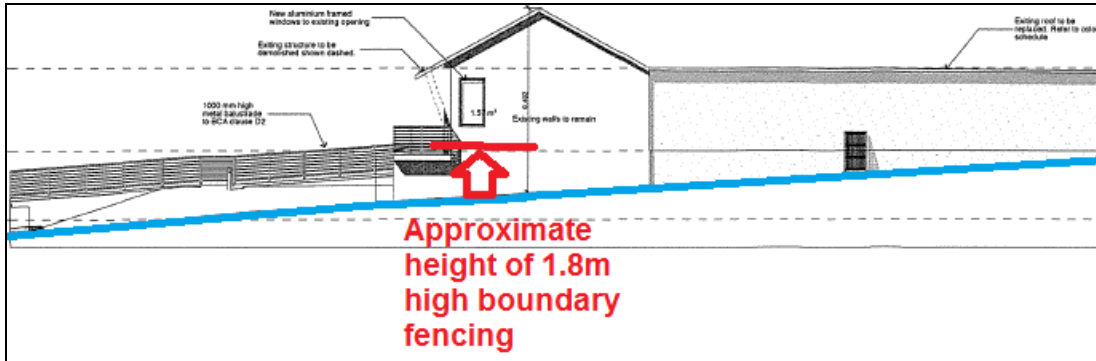 New aluminium framed
windows to existing opening
Exiting structure to be
demolished shown dashed.
1000 mm high
metal balustrade
to BCA clause D2
1.57 m²
Existing walls to remain
Exiting roof to be
replaced. Refer to colo
schedule
Approximate
height of 1.8m
high boundary
fencing